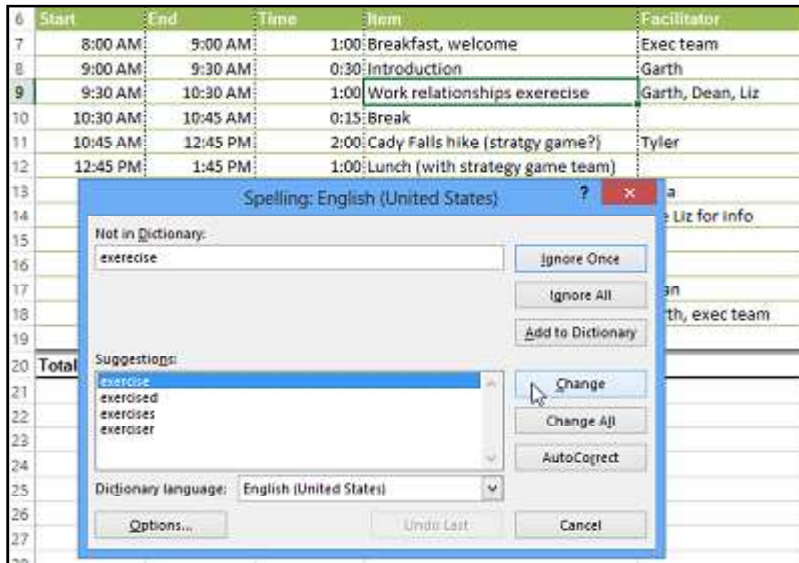 6 Start End Time Item Facilitator
7 8:00 AM 9:00 AM 1:00 Breakfast, welcome Exec team
8 9:00 AM 9:30 AM 0:30 Introduction Garth
9 9:30 AM 10:30 AM 1:00 Work relationships exerecise Garth, Dean, Liz
10 10:30 AM 10:45 AM 0:15 Break
11 10:45 AM 12:45 PM 2:00 Cady Falls hike (stratgy game?) Tyler
12 12:45 PM 1:45 PM 1:00 Lunch (with strategy game team)
13 a
Spelling: English (United States) ?
14 Liz for info
Not in Dictionary:
15
exerecise Ignore Once
16
17 Ignore All an
18 th, exec team
Add to Dictionary
19
Suggestions:
20 Total
exercise Change
21
exercised
exercises
22 Change All
exerciser
23
24 AutoCorrect
25 Dictionary language: English (United States)
26
Options... Undo Last Cancel
27